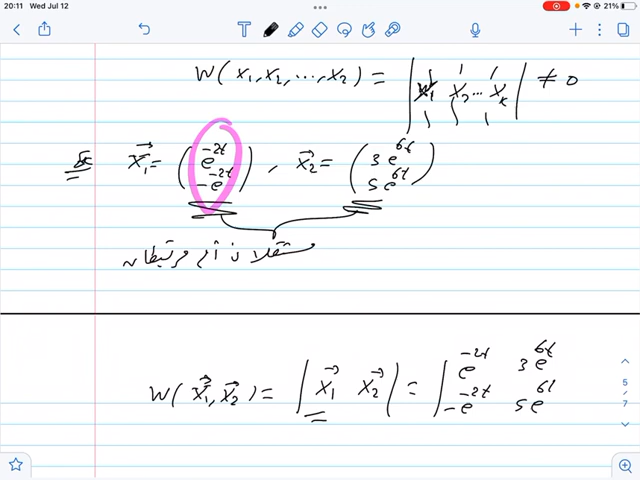 20:11 Wed Jul 12 21%
W(x₁, x₂, ..., x₂) = | x₁ x₂ ... xₖ | ≠ 0
Ex x⃗₁ = ( e^{-2t} -e^{-2t} ) , x⃗₂ = ( 3e^{6t} 5e^{6t} )
مستقلان أم مرتبطان
W(x⃗₁, x⃗₂) = | x⃗₁ x⃗₂ | = | e^{-2t} 3e^{6t} -e^{-2t} 5e^{6t}
5 / 7